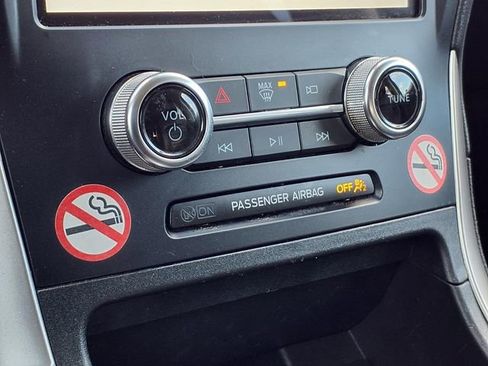 MAX
VOL
TUNE
ON PASSENGER AIRBAG OFF